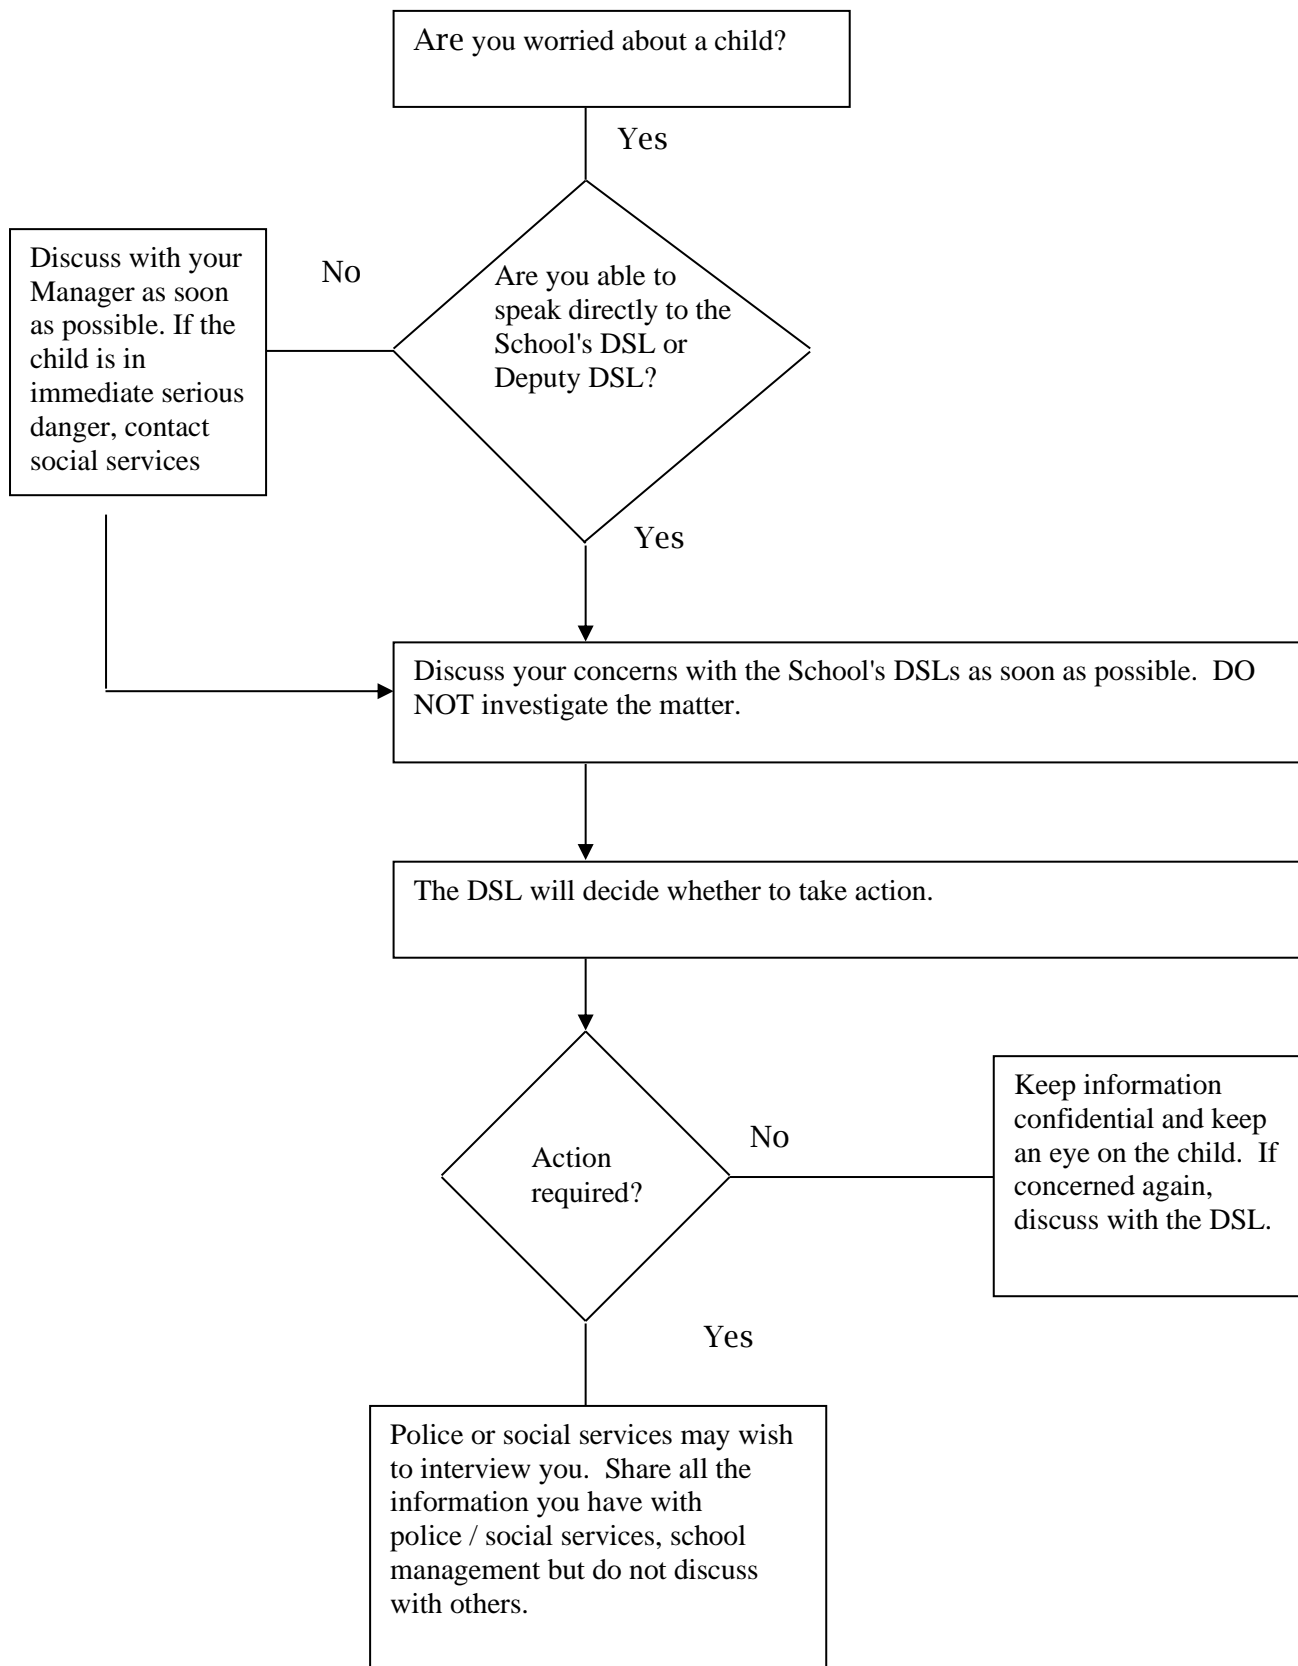 Are you worried about a child?
Yes
Discuss with your
Manager as soon
as possible. If the
child is in
immediate serious
danger, contact
social services
No
Are you able to
speak directly to the
School's DSL or
Deputy DSL?
Yes
Discuss your concerns with the School's DSLs as soon as possible.  DO
NOT investigate the matter.
The DSL will decide whether to take action.
Action
required?
No
Keep information
confidential and keep
an eye on the child.  If
concerned again,
discuss with the DSL.
Yes
Police or social services may wish
to interview you.  Share all the
information you have with
police / social services, school
management but do not discuss
with others.